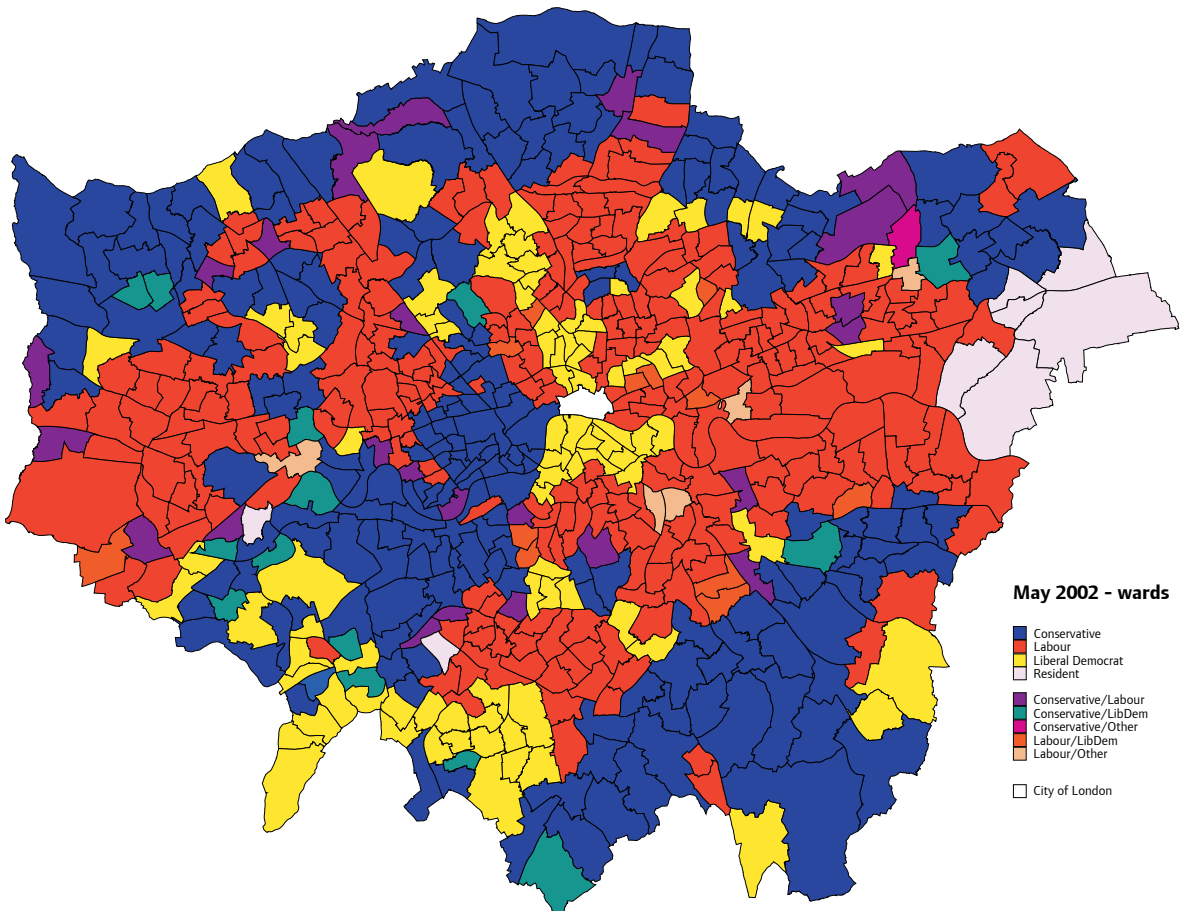 May 2002 - wards
Conservative
Labour
Liberal Democrat
Resident
Conservative/Labour
Conservative/LibDem
Conservative/Other
Labour/LibDem
Labour/Other
City of London